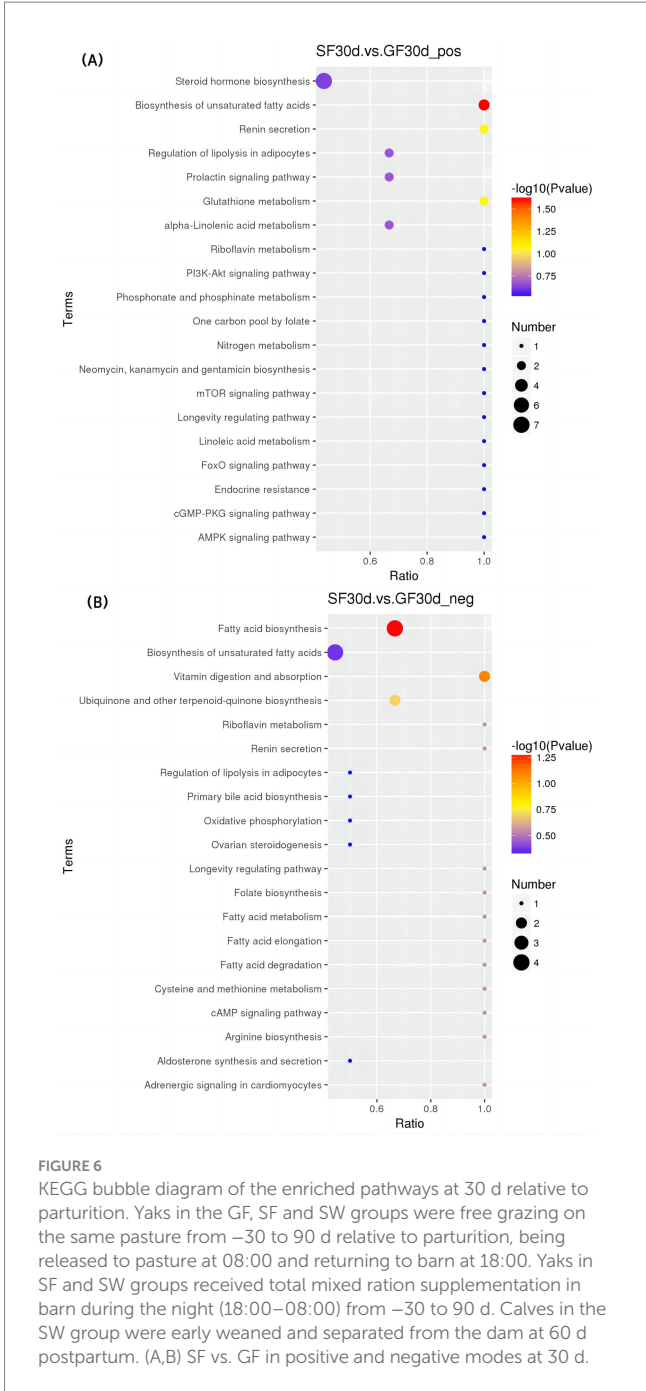 (A)
SF30d.vs.GF30d_pos
Steroid hormone biosynthesis
Biosynthesis of unsaturated fatty acids
Renin secretion
Regulation of lipolysis in adipocytes
Prolactin signaling pathway
Glutathione metabolism
alpha-Linolenic acid metabolism
Riboflavin metabolism
PI3K-Akt signaling pathway
Phosphonate and phosphinate metabolism
One carbon pool by folate
Nitrogen metabolism
Neomycin, kanamycin and gentamicin biosynthesis
mTOR signaling pathway
Longevity regulating pathway
Linoleic acid metabolism
FoxO signaling pathway
Endocrine resistance
cGMP-PKG signaling pathway
AMPK signaling pathway
Terms
0.6 0.8 1.0
Ratio
-log10(Pvalue)
1.50
1.25
1.00
0.75
Number
1
2
4
6
7
(B)
SF30d.vs.GF30d_neg
Fatty acid biosynthesis
Biosynthesis of unsaturated fatty acids
Vitamin digestion and absorption
Ubiquinone and other terpenoid-quinone biosynthesis
Riboflavin metabolism
Renin secretion
Regulation of lipolysis in adipocytes
Primary bile acid biosynthesis
Oxidative phosphorylation
Ovarian steroidogenesis
Longevity regulating pathway
Folate biosynthesis
Fatty acid metabolism
Fatty acid elongation
Fatty acid degradation
Cysteine and methionine metabolism
cAMP signaling pathway
Arginine biosynthesis
Aldosterone synthesis and secretion
Adrenergic signaling in cardiomyocytes
Terms
0.6 0.8 1.0
Ratio
-log10(Pvalue)
1.25
1.00
0.75
0.50
Number
1
2
3
4
FIGURE 6
KEGG bubble diagram of the enriched pathways at 30 d relative to
parturition. Yaks in the GF, SF and SW groups were free grazing on
the same pasture from −30 to 90 d relative to parturition, being
released to pasture at 08:00 and returning to barn at 18:00. Yaks in
SF and SW groups received total mixed ration supplementation in
barn during the night (18:00–08:00) from −30 to 90 d. Calves in the
SW group were early weaned and separated from the dam at 60 d
postpartum. (A,B) SF vs. GF in positive and negative modes at 30 d.